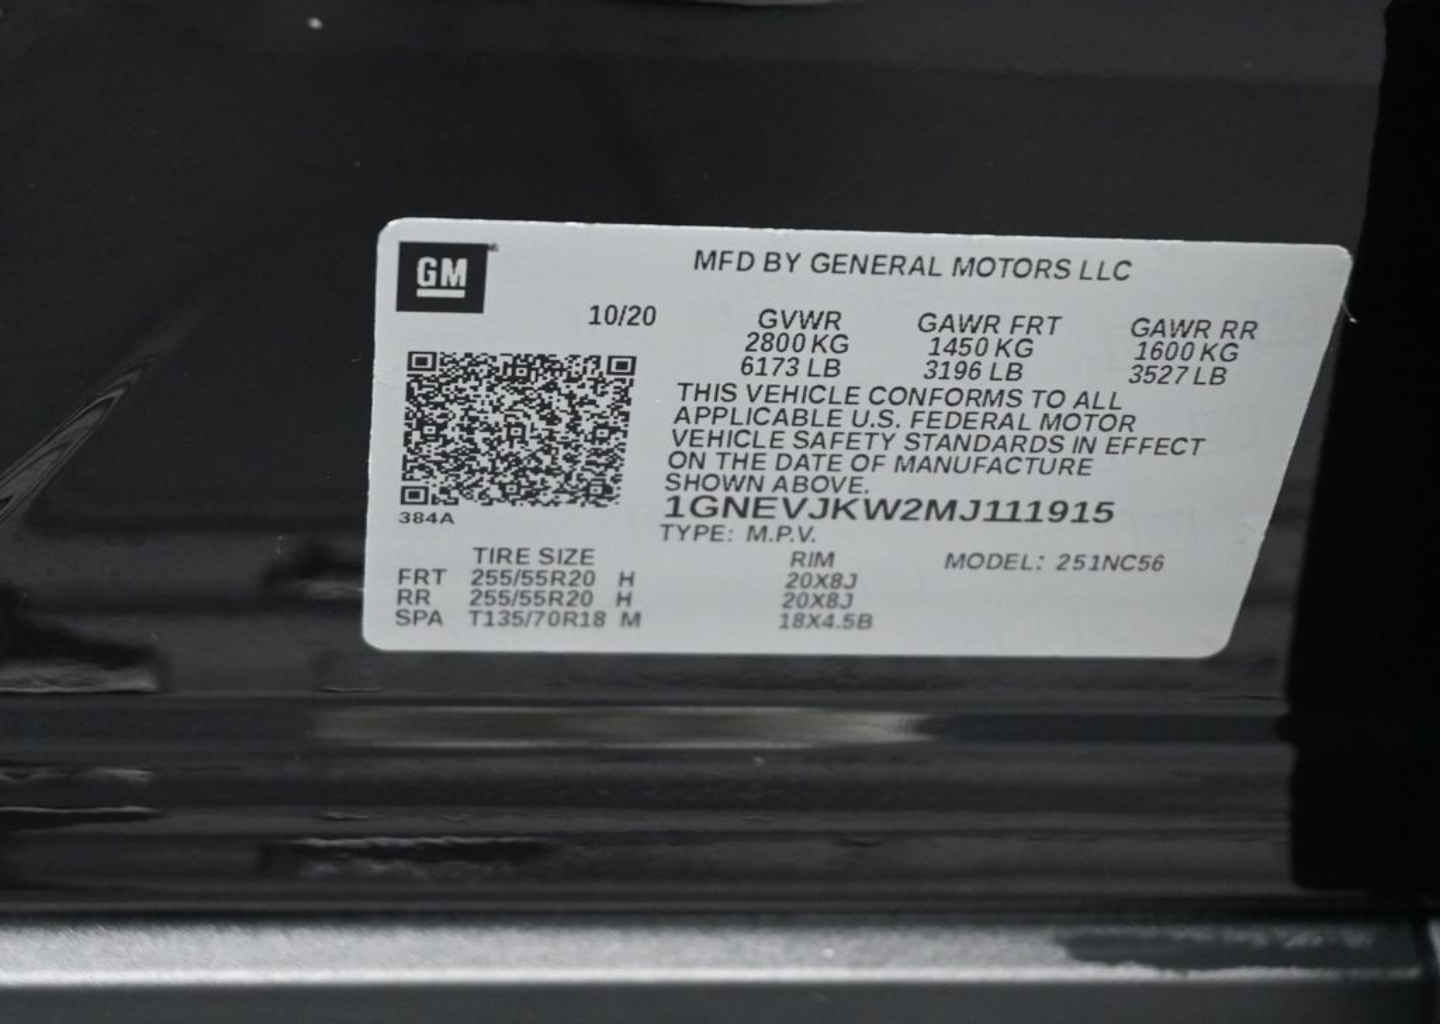 GM
MFD BY GENERAL MOTORS LLC
10/20
GVWR GAWR FRT GAWR RR
2800 KG 1450 KG 1600 KG
6173 LB 3196 LB 3527 LB
THIS VEHICLE CONFORMS TO ALL
APPLICABLE U.S. FEDERAL MOTOR
VEHICLE SAFETY STANDARDS IN EFFECT
ON THE DATE OF MANUFACTURE
SHOWN ABOVE.
1GNEVJKW2MJ111915
384A
TYPE: M.P.V.
TIRE SIZE RIM MODEL: 251NC56
FRT 255/55R20 H 20X8J
RR 255/55R20 H 20X8J
SPA T135/70R18 M 18X4.5B